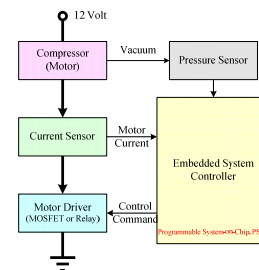 12 Volt
Compressor
(Motor)
Vacuum
Pressure Sensor
Current Sensor
Motor
Current
Embedded System
Controller
Motor Driver
(MOSFET or Relay)
Control
Command
Programmable System-on-Chip, PS